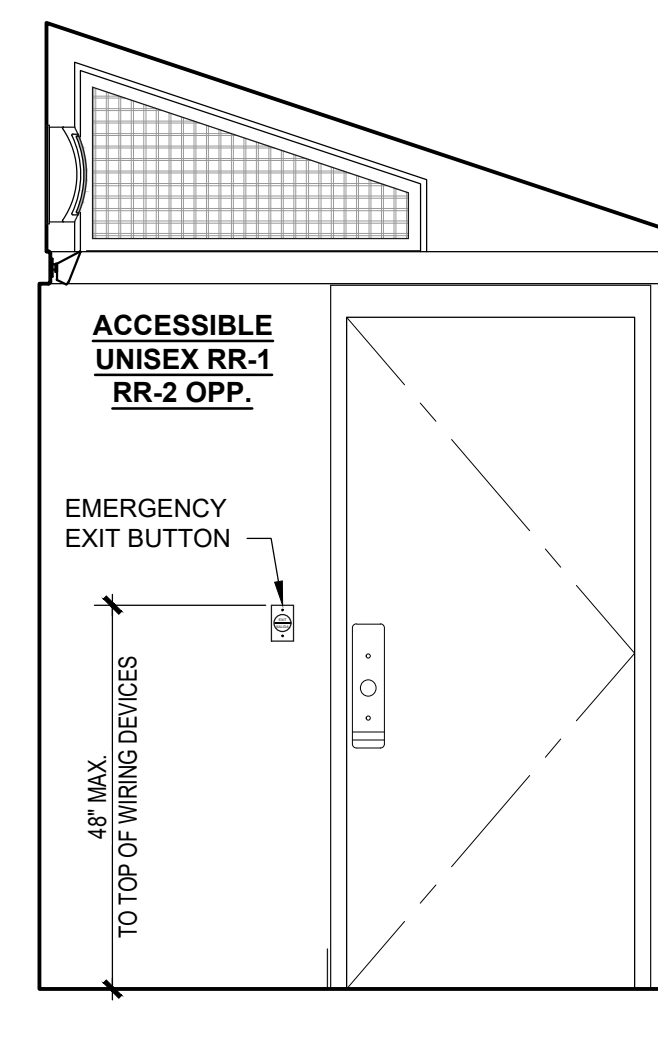 ACCESSIBLE
UNISEX RR-1
RR-2 OPP.
EMERGENCY
EXIT BUTTON
48" MAX.
TO TOP OF WIRING DEVICES